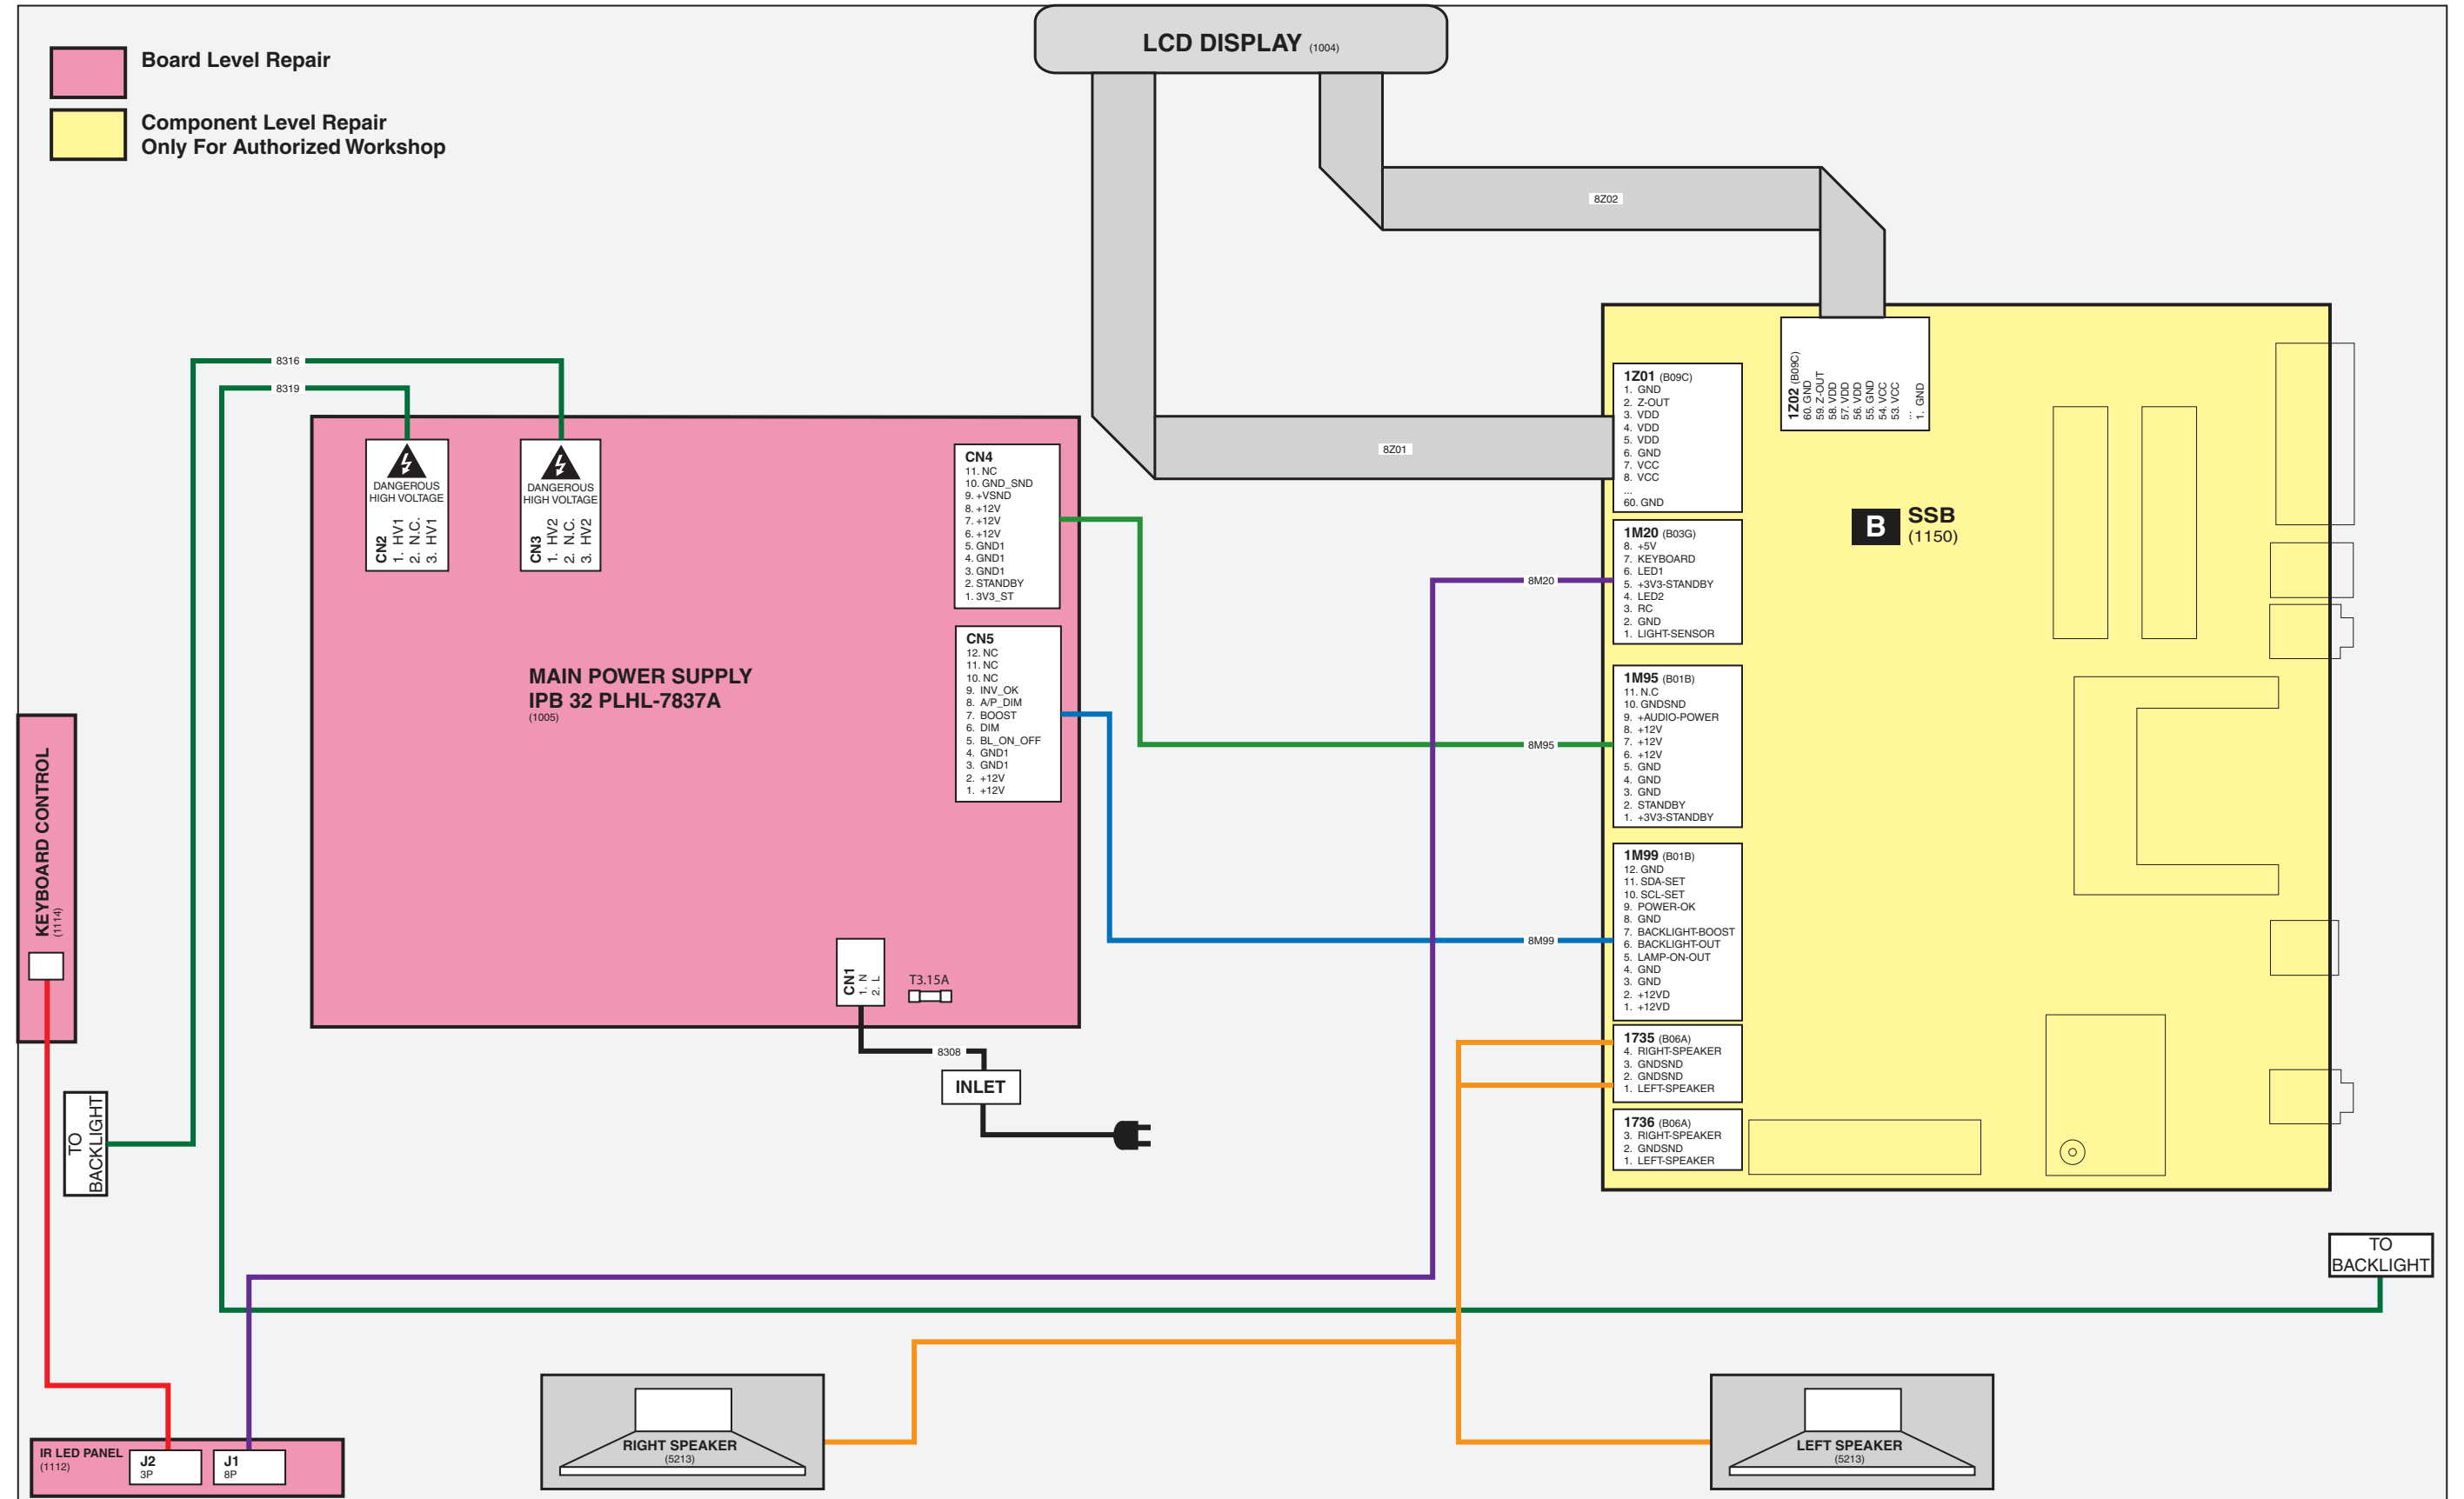 Board Level Repair
Component Level Repair
Only For Authorized Workshop
LCD DISPLAY (1004)
8Z02
8Z01
8316
8319
DANGEROUS
HIGH VOLTAGE
CN2
1. HV1
2. N.C.
3. HV1
DANGEROUS
HIGH VOLTAGE
CN3
1. HV2
2. N.C.
3. HV2
CN4
11. NC
10. GND_SND
9. +VSND
8. +12V
7. +12V
6. +12V
5. GND1
4. GND1
3. GND1
2. STANDBY
1. 3V3_ST
CN5
12. NC
11. NC
10. NC
9. INV_OK
8. A/P_DIM
7. BOOST
6. DIM
5. BL_ON_OFF
4. GND1
3. GND1
2. +12V
1. +12V
MAIN POWER SUPPLY
IPB 32 PLHL-7837A
(1005)
CN1
1. N
2. L
T3.15A
8308
INLET
KEYBOARD CONTROL
(1114)
TO
BACKLIGHT
8M20
8M95
8M99
1Z01 (B09C)
1. GND
2. Z-OUT
3. VDD
4. VDD
5. VDD
6. GND
7. VCC
8. VCC
...
60. GND
1Z02 (B09C)
60. GND
59. Z-OUT
58. VDD
57. VDD
56. VDD
55. GND
54. VCC
53. VCC
...
1. GND
B SSB
(1150)
1M20 (B03G)
8. +5V
7. KEYBOARD
6. LED1
5. +3V3-STANDBY
4. LED2
3. RC
2. GND
1. LIGHT-SENSOR
1M95 (B01B)
11. N.C
10. GNDSND
9. +AUDIO-POWER
8. +12V
7. +12V
6. +12V
5. GND
4. GND
3. GND
2. STANDBY
1. +3V3-STANDBY
1M99 (B01B)
12. GND
11. SDA-SET
10. SCL-SET
9. POWER-OK
8. GND
7. BACKLIGHT-BOOST
6. BACKLIGHT-OUT
5. LAMP-ON-OUT
4. GND
3. GND
2. +12VD
1. +12VD
1735 (B06A)
4. RIGHT-SPEAKER
3. GNDSND
2. GNDSND
1. LEFT-SPEAKER
1736 (B06A)
3. RIGHT-SPEAKER
2. GNDSND
1. LEFT-SPEAKER
TO
BACKLIGHT
IR LED PANEL
(1112)
J2
3P
J1
8P
RIGHT SPEAKER
(5213)
LEFT SPEAKER
(5213)